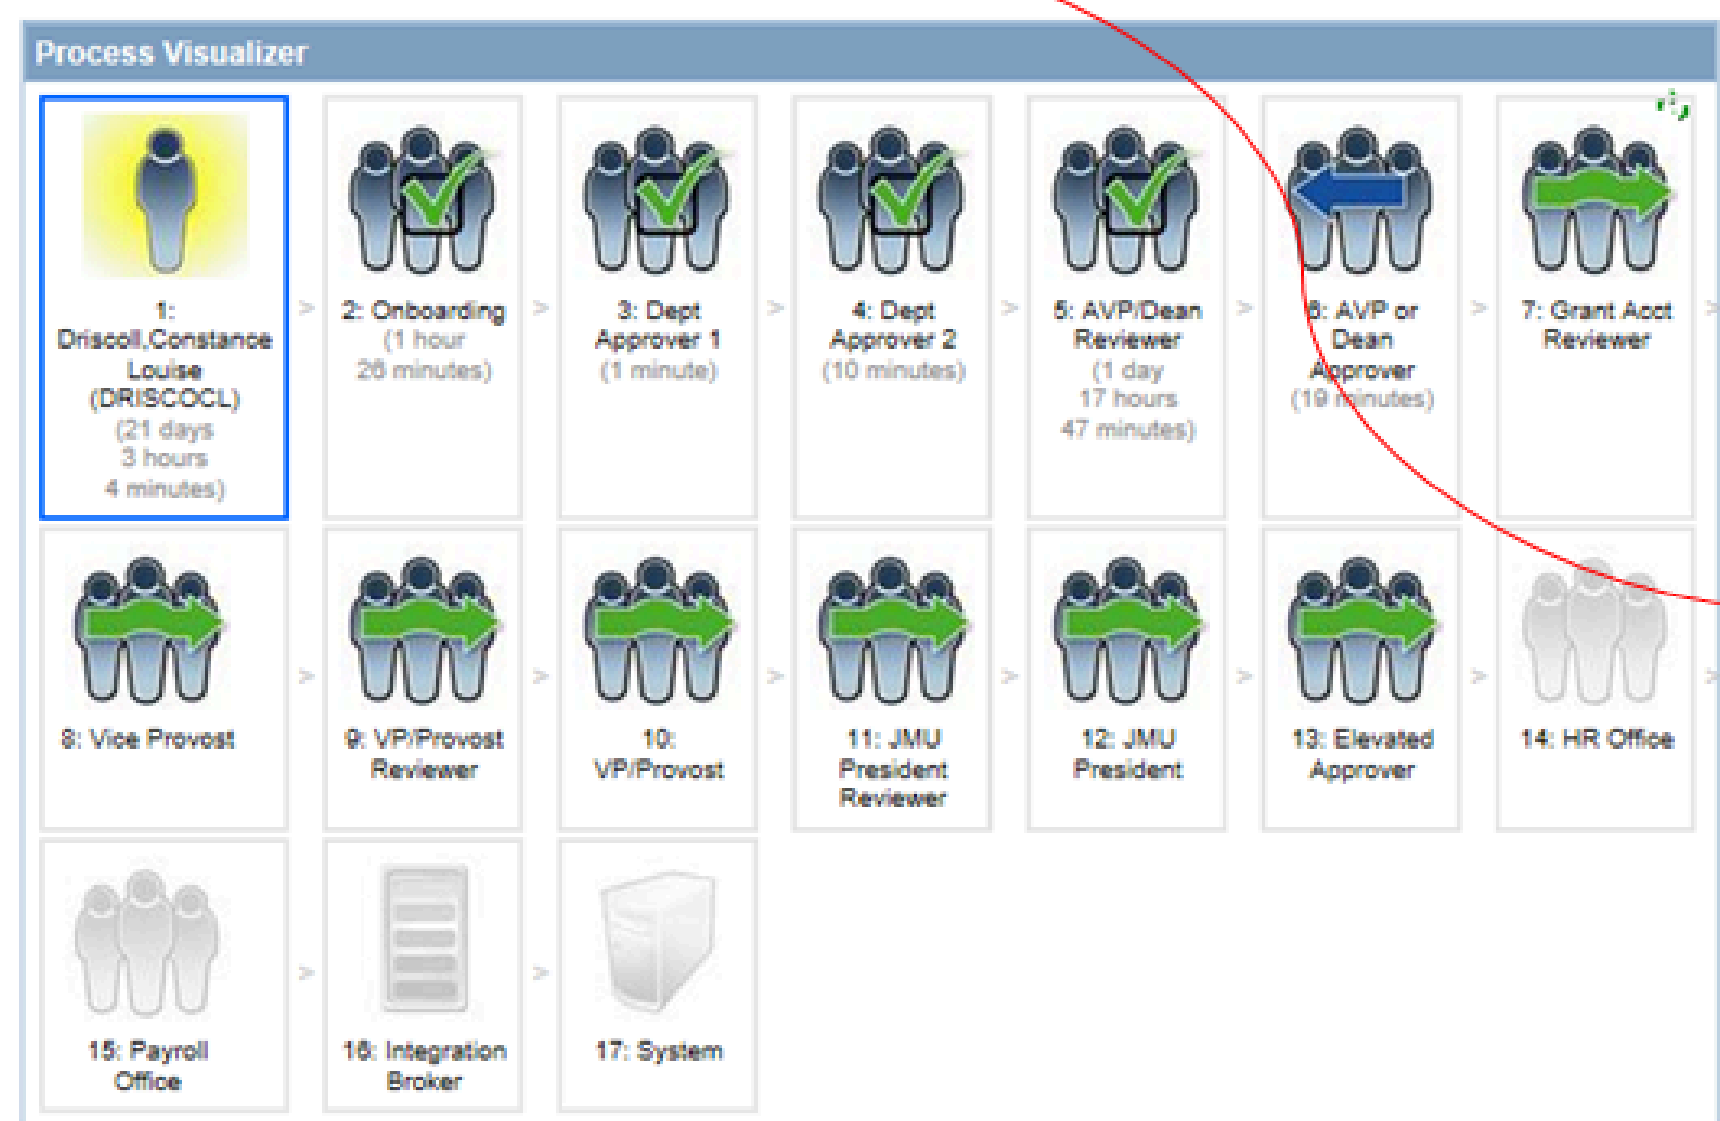 Process Visualizer
1:
Driscoll,Constance
Louise
(DRISCOCL)
(21 days
3 hours
4 minutes)
>
2: Onboarding
(1 hour
26 minutes)
>
3: Dept
Approver 1
(1 minute)
>
4: Dept
Approver 2
(10 minutes)
>
5: AVP/Dean
Reviewer
(1 day
17 hours
47 minutes)
>
6: AVP or
Dean
Approver
(19 minutes)
>
7: Grant Acct
Reviewer
>
8: Vice Provost
>
9: VP/Provost
Reviewer
>
10:
VP/Provost
>
11: JMU
President
Reviewer
>
12: JMU
President
>
13: Elevated
Approver
>
14: HR Office
>
15: Payroll
Office
>
16: Integration
Broker
>
17: System